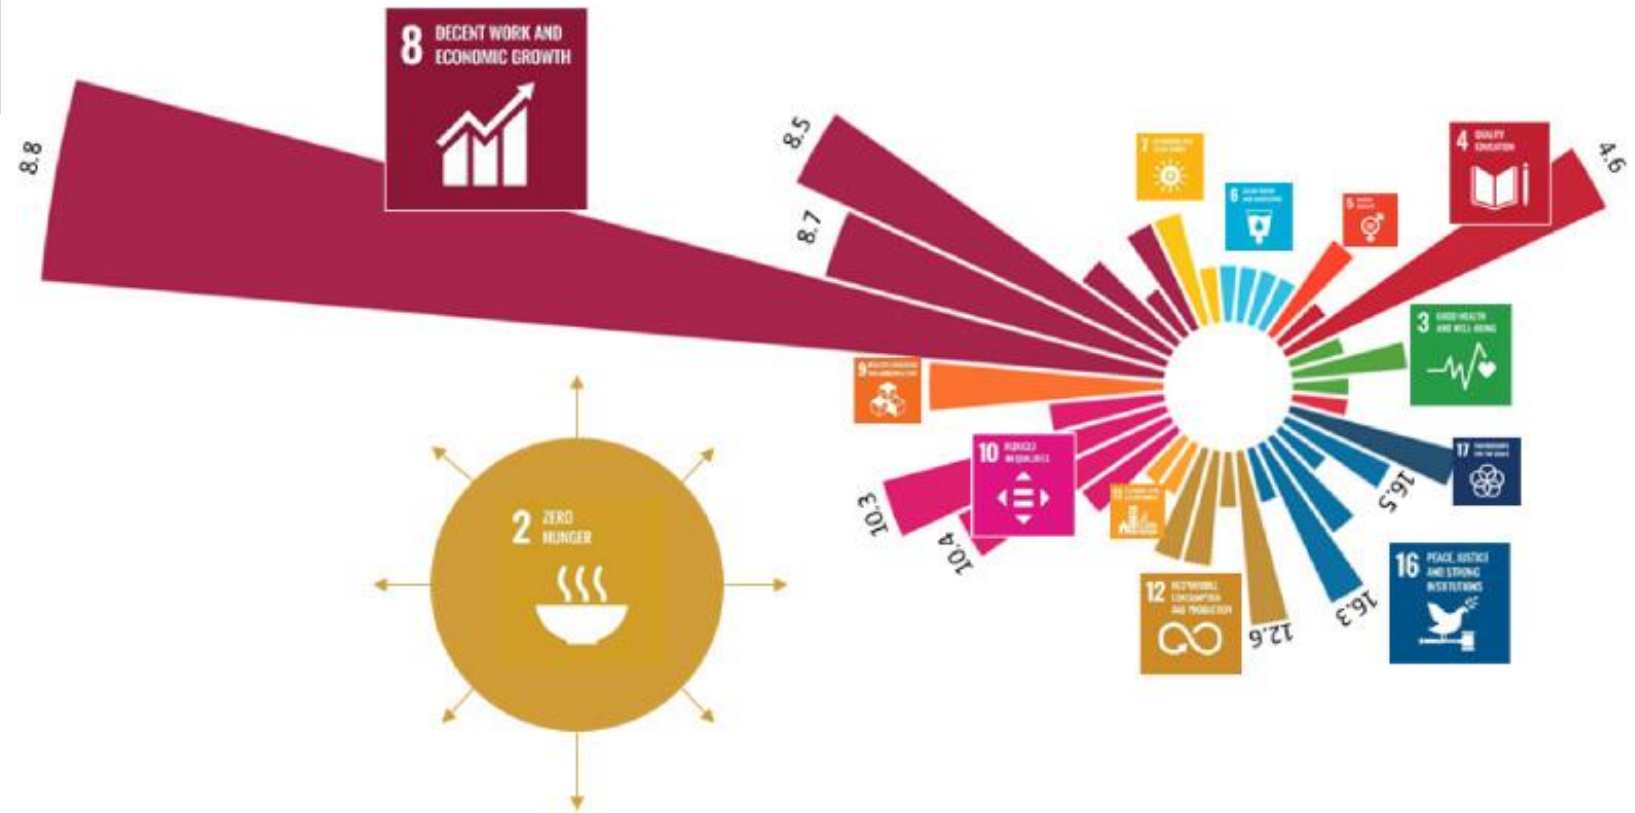 8 DECENT WORK AND
ECONOMIC GROWTH
8.8
8.5
8.7
7
6
5
4 QUALITY
EDUCATION
4.6
3 GOOD HEALTH
AND WELL-BEING
9
2 ZERO
HUNGER
10 REDUCED
INEQUALITIES
10.3
10.4
11
12 RESPONSIBLE
CONSUMPTION
AND PRODUCTION
12.6
16.3
16.5
16 PEACE, JUSTICE
AND STRONG
INSTITUTIONS
17